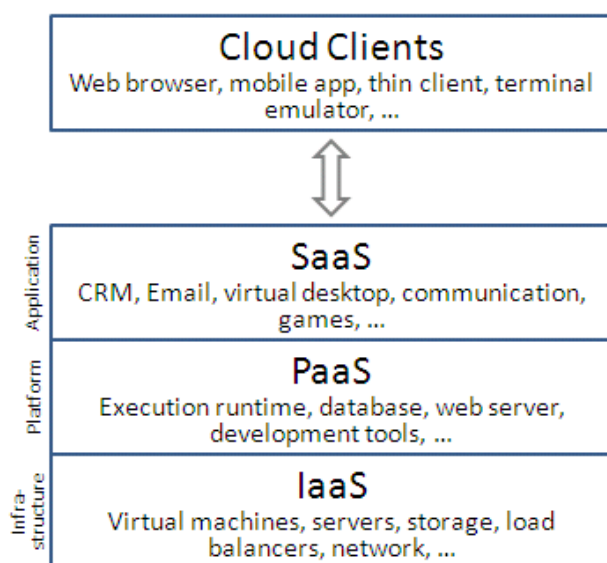 Cloud Clients
Web browser, mobile app, thin client, terminal
emulator, ...
Application
SaaS
CRM, Email, virtual desktop, communication,
games, ...
Platform
PaaS
Execution runtime, database, web server,
development tools, ...
Infra-
structure
IaaS
Virtual machines, servers, storage, load
balancers, network, ...